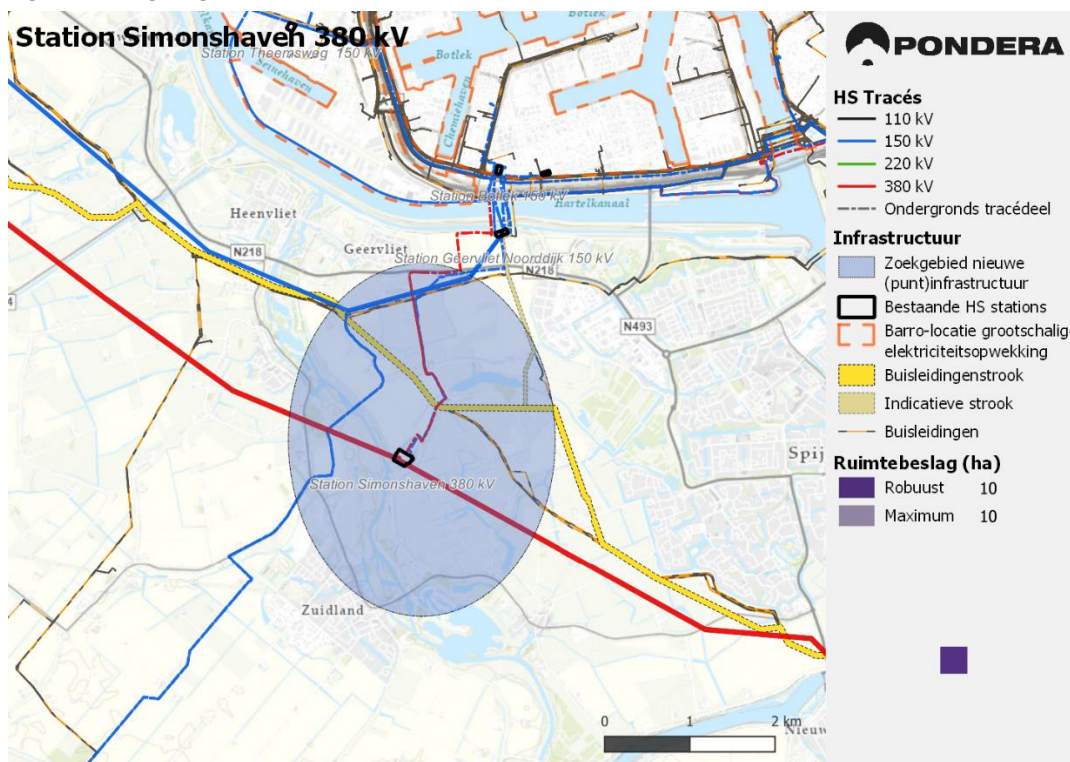 Station Simonshaven 380 kV
Station Theemsweg 150 kV
Seinehaven
Botlek
Botlek
Chemiehaven
Station Botlek 150 kV
Hartelkanaal
Heenvliet
Geervliet
N218
Station Geervliet Noorddijk 150 kV
N218
N493
4
Spij
Station Simonshaven 380 kV
Zuidland
0 1 2 km
Nieuw
PONDERA
HS Tracés
110 kV
150 kV
220 kV
380 kV
Ondergronds tracédeel
Infrastructuur
Zoekgebied nieuwe
(punt)infrastructuur
Bestaande HS stations
Barro-locatie grootschalig
elektriciteitsopwekking
Buisleidingenstrook
Indicatieve strook
Buisleidingen
Ruimtebeslag (ha)
Robuust 10
Maximum 10